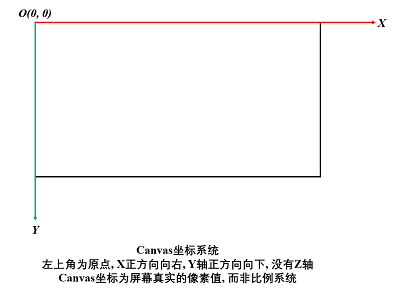 O(0, 0)
X
Y
Canvas坐标系统
左上角为原点, X正方向向右, Y轴正方向向下, 没有Z轴
Canvas坐标为屏幕真实的像素值, 而非比例系统